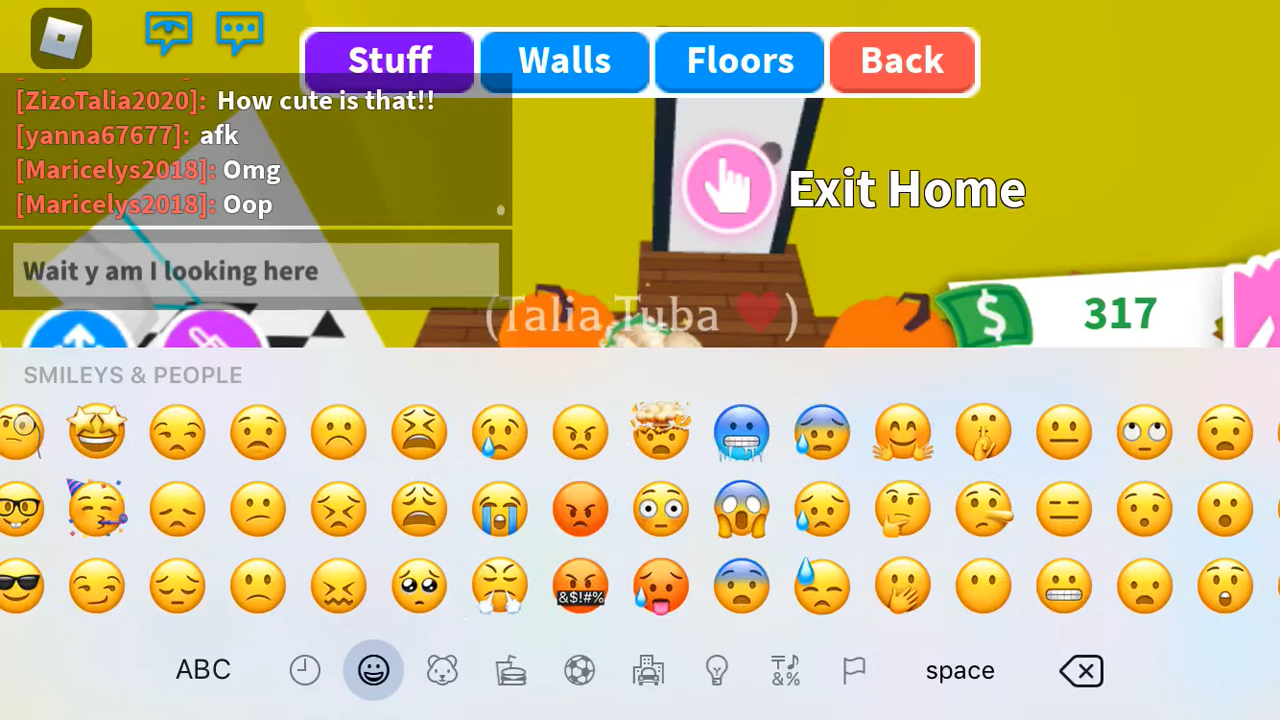 Stuff
Walls
Floors
Back
[ZizoTalia2020]: How cute is that!!
[yanna67677]: afk
[Maricelys2018]: Omg
[Maricelys2018]: Oop
Wait y am I looking here
Exit Home
(Talia,Tuba ❤️)
317
SMILEYS & PEOPLE
&$!#%
ABC
space